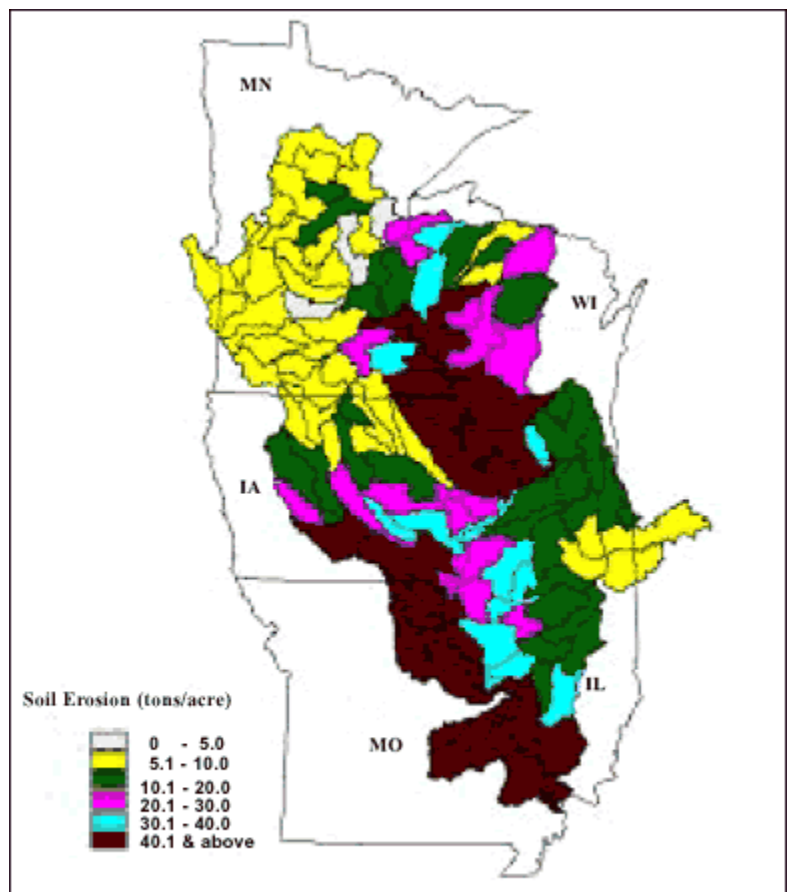 MN
WI
IA
IL
MO
Soil Erosion (tons/acre)
0 - 5.0
5.1 - 10.0
10.1 - 20.0
20.1 - 30.0
30.1 - 40.0
40.1 & above